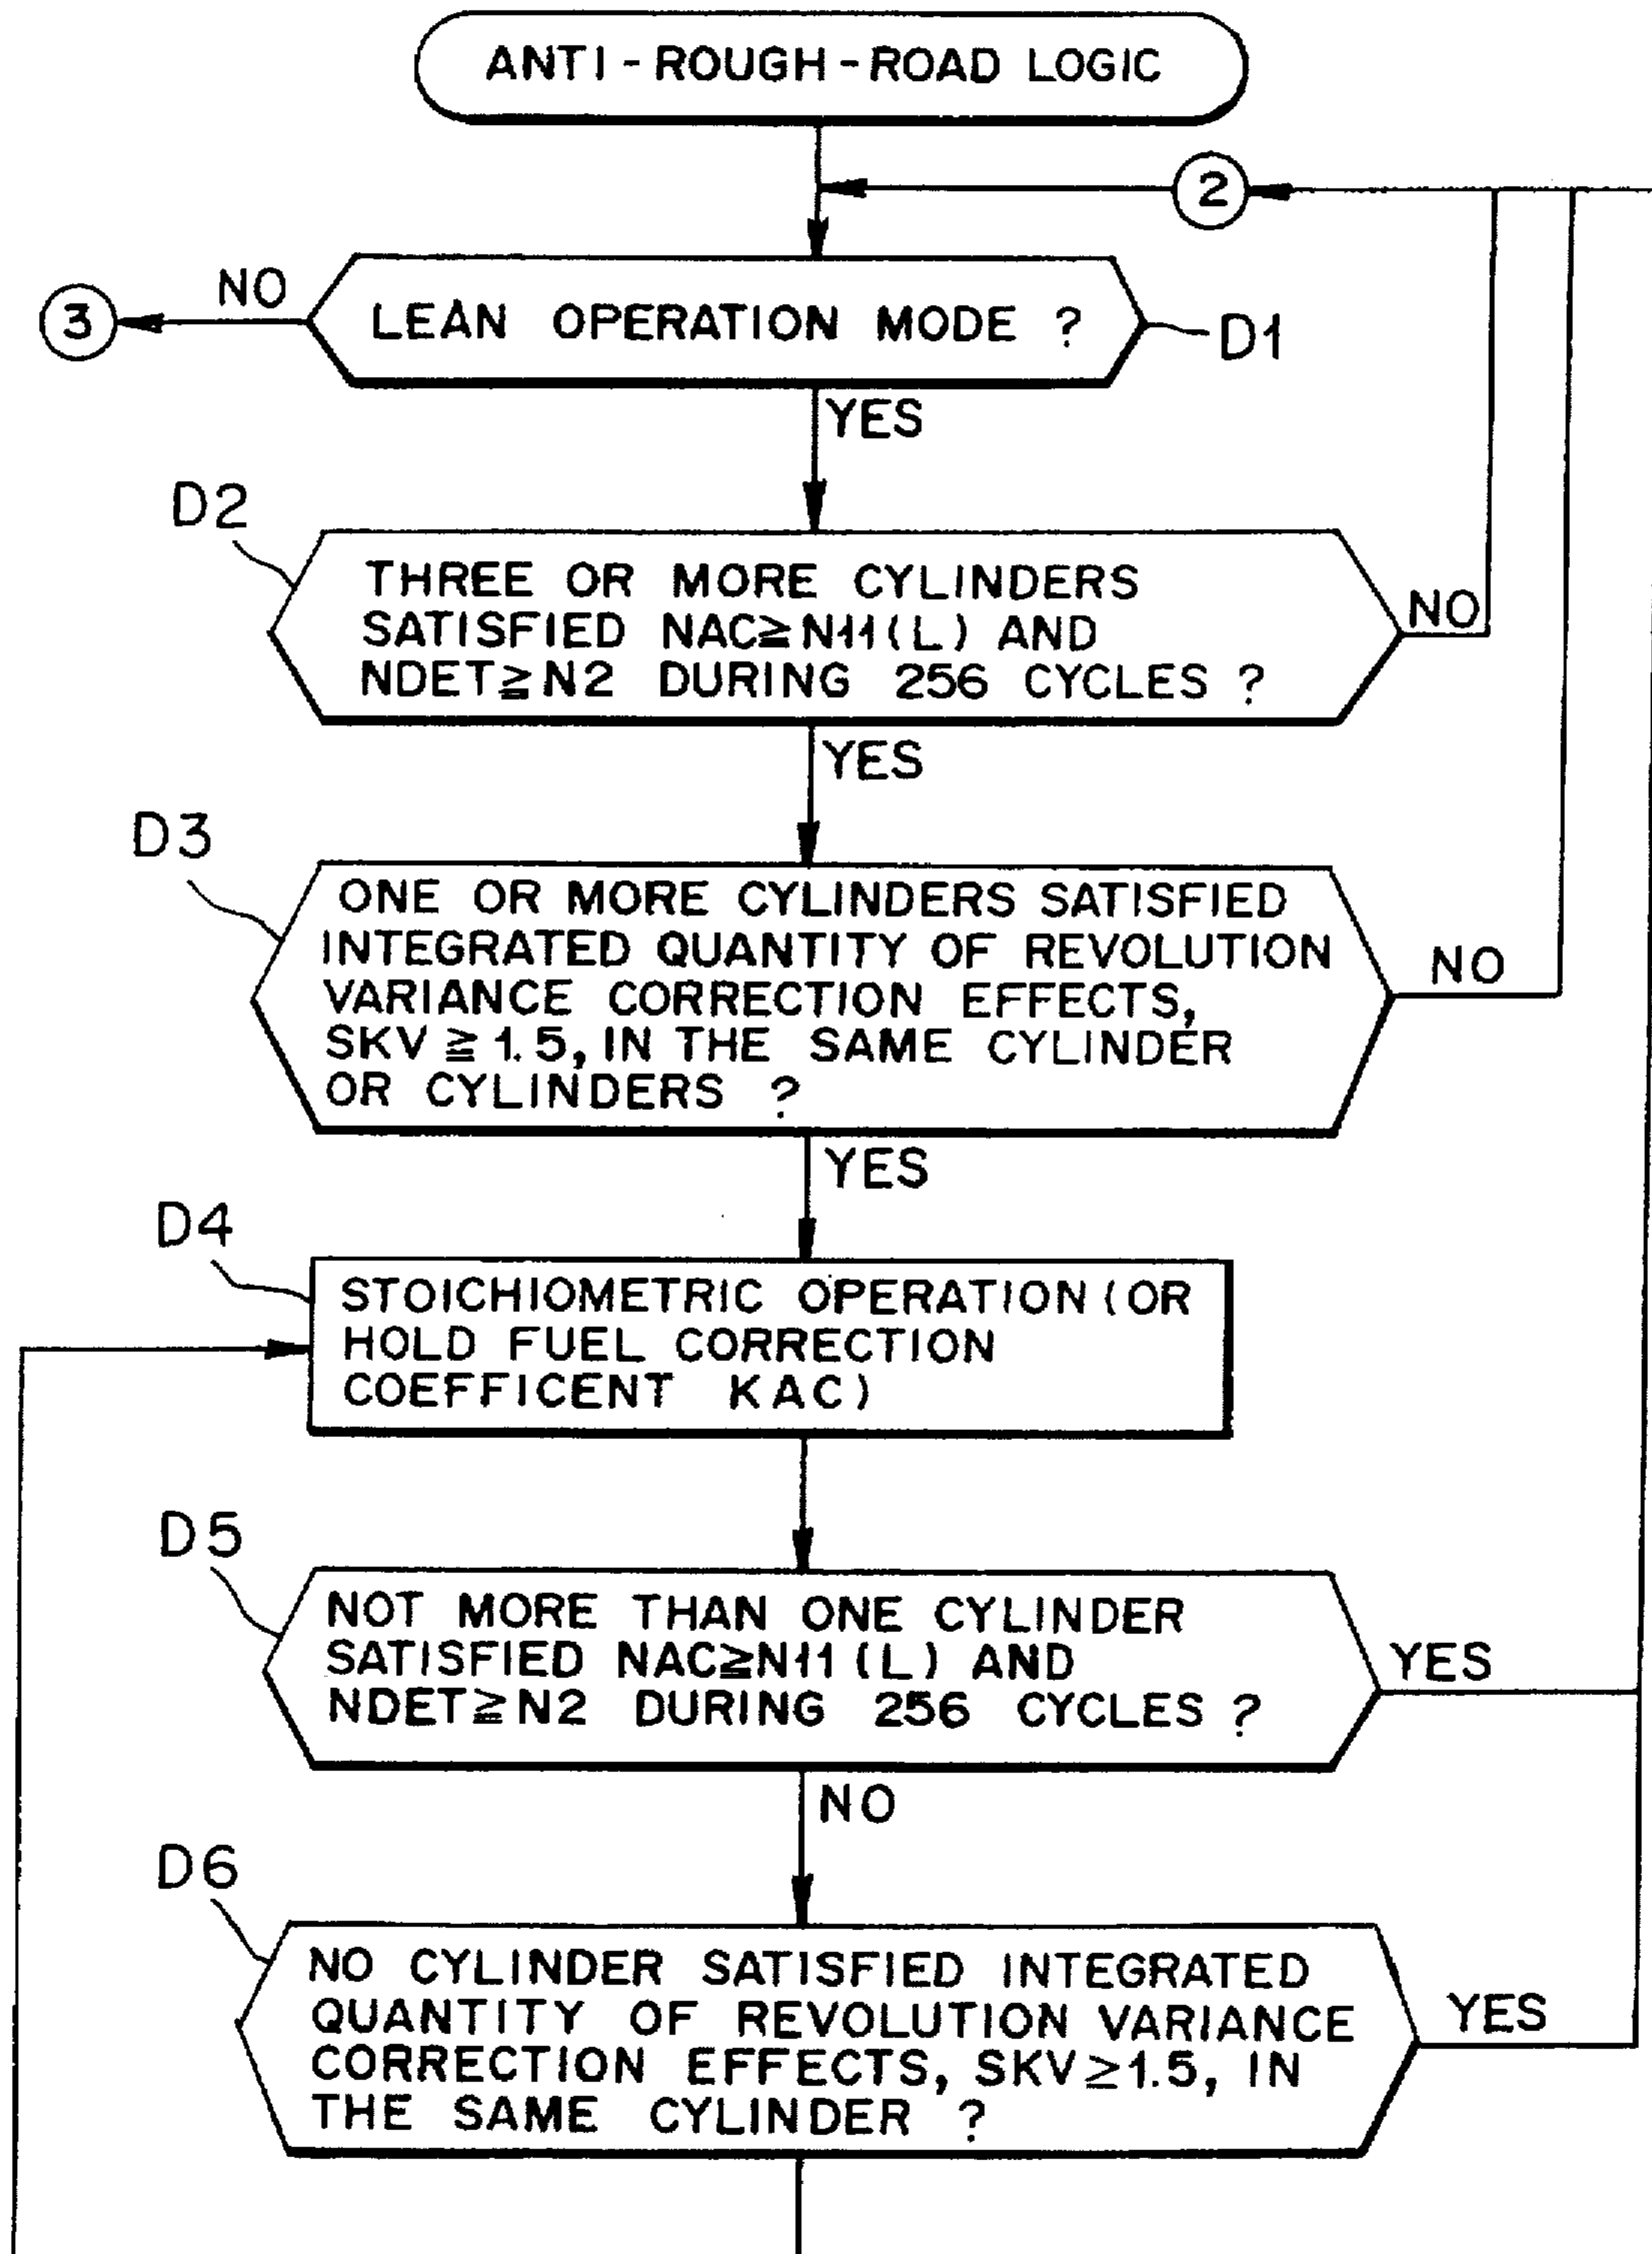 ANTI-ROUGH-ROAD LOGIC
2
NO
3
LEAN OPERATION MODE ?
D1
YES
D2
THREE OR MORE CYLINDERS
SATISFIED NAC≧N11(L) AND
NDET≧N2 DURING 256 CYCLES ?
NO
YES
D3
ONE OR MORE CYLINDERS SATISFIED
INTEGRATED QUANTITY OF REVOLUTION
VARIANCE CORRECTION EFFECTS,
SKV≧1.5, IN THE SAME CYLINDER
OR CYLINDERS ?
NO
YES
D4
STOICHIOMETRIC OPERATION (OR
HOLD FUEL CORRECTION
COEFFICENT KAC)
D5
NOT MORE THAN ONE CYLINDER
SATISFIED NAC≧N11(L) AND
NDET≧N2 DURING 256 CYCLES ?
YES
NO
D6
NO CYLINDER SATISFIED INTEGRATED
QUANTITY OF REVOLUTION VARIANCE
CORRECTION EFFECTS, SKV≥1.5, IN
THE SAME CYLINDER ?
YES